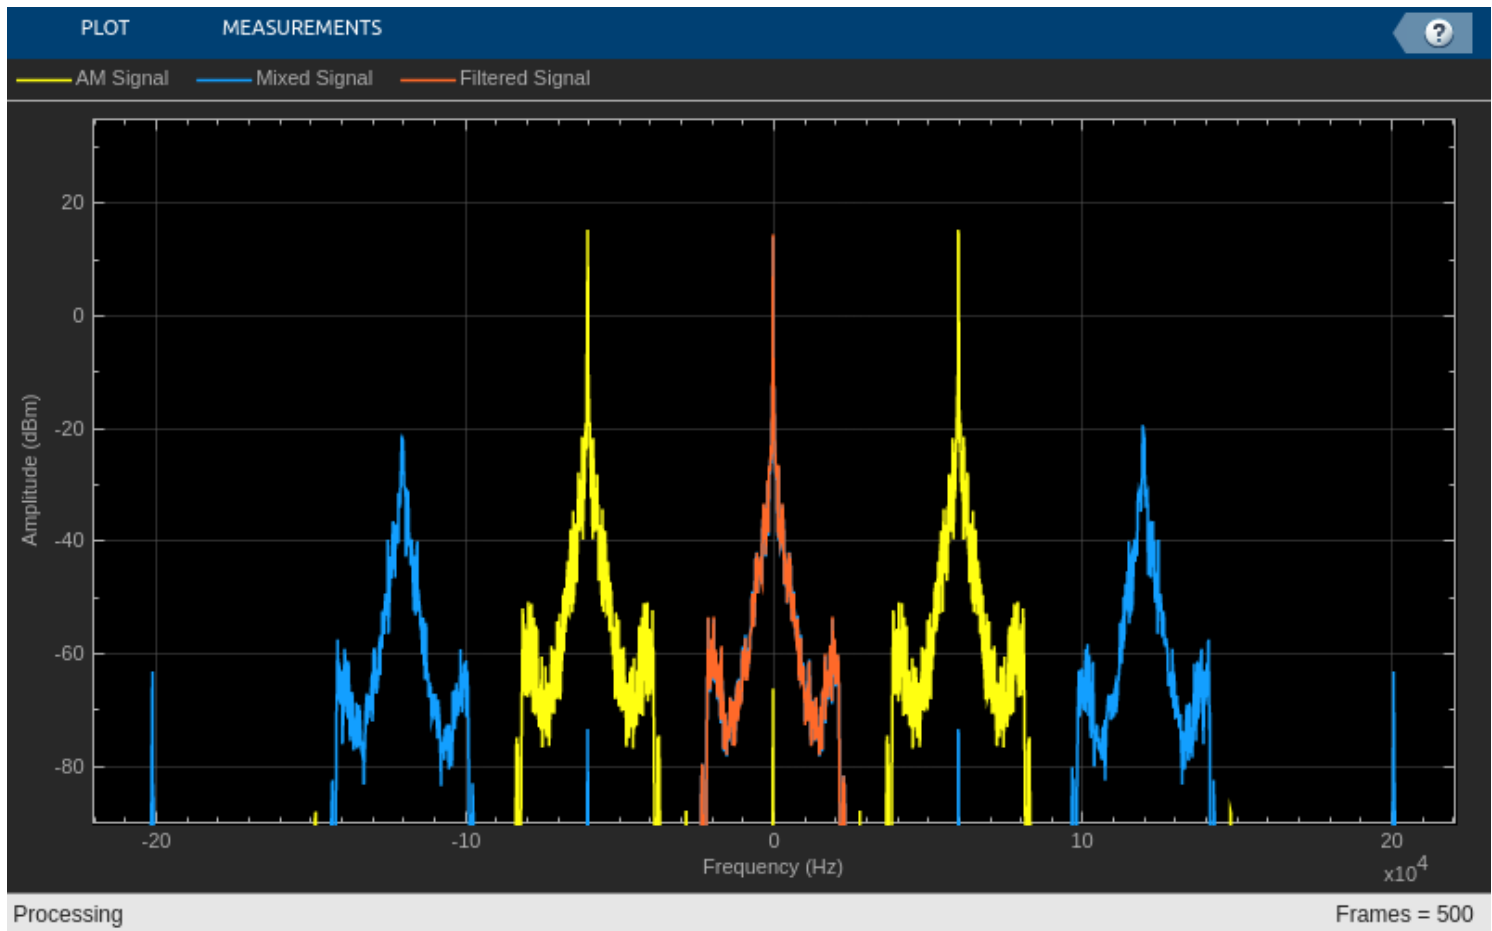 PLOT MEASUREMENTS ?
AM Signal Mixed Signal Filtered Signal
20
0
-20
-40
-60
-80
Amplitude (dBm)
-20 -10 0 10 20
Frequency (Hz)
x10^4
Processing Frames = 500